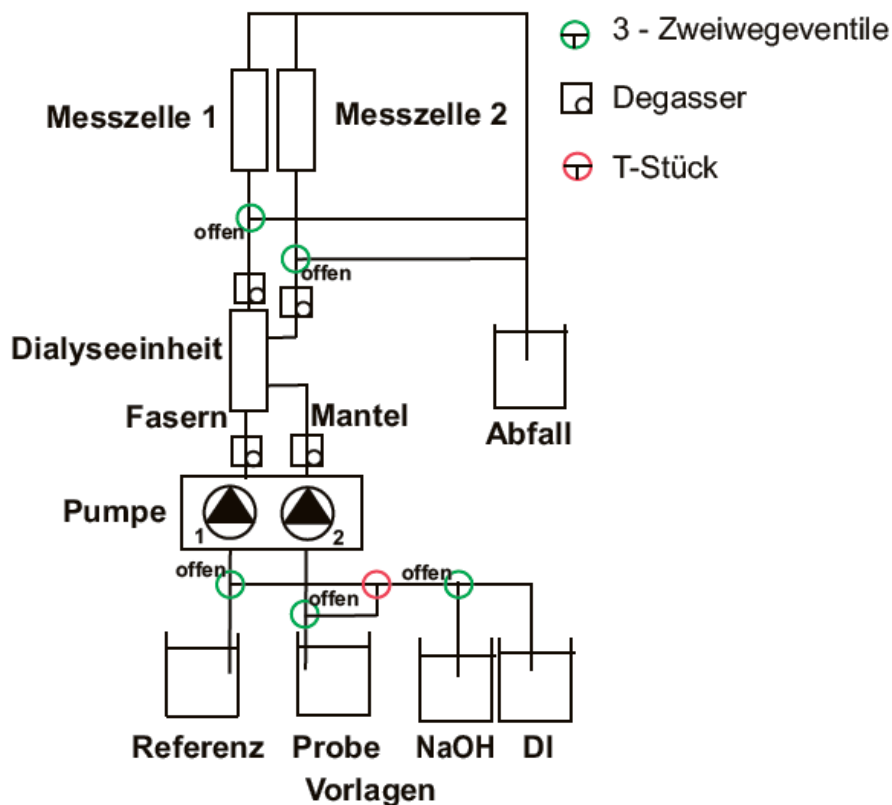 3 - Zweiwegeventile
Degasser
T-Stück
Messzelle 1
Messzelle 2
offen
offen
Dialyseeinheit
Fasern
Mantel
Abfall
Pumpe
1
2
offen
offen
offen
Referenz
Probe
NaOH
DI
Vorlagen